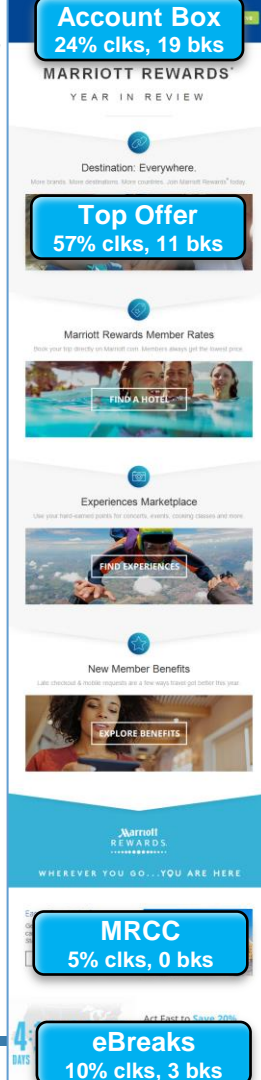 Account Box
24% clks, 19 bks
MARRIOTT REWARDS®
YEAR IN REVIEW
Destination: Everywhere.
More brands. More destinations. More countries. Join Marriott Rewards® today.
Top Offer
57% clks, 11 bks
Marriott Rewards Member Rates
Book your trip directly on Marriott.com. Members always get the lowest price.
FIND A HOTEL
Experiences Marketplace
Use your hard-earned points for concerts, events, cooking classes and more.
FIND EXPERIENCES
New Member Benefits
Late checkout & mobile requests are a few ways travel got better this year.
EXPLORE BENEFITS
Marriott
REWARDS
WHEREVER YOU GO...YOU ARE HERE
MRCC
5% clks, 0 bks
Act Fast to Save 20%
4
DAYS
eBreaks
10% clks, 3 bks